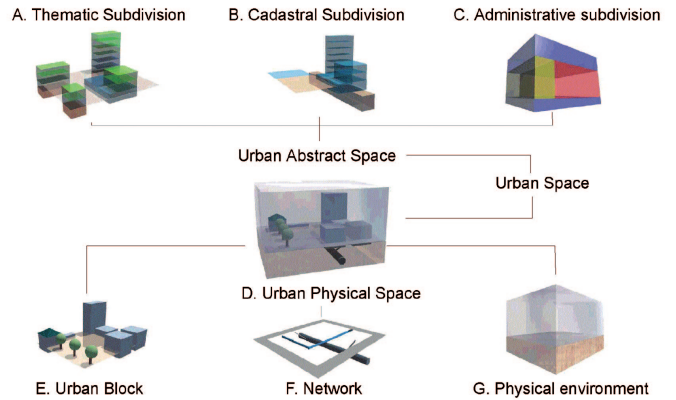 A. Thematic Subdivision
B. Cadastral Subdivision
C. Administrative subdivision
Urban Abstract Space
Urban Space
D. Urban Physical Space
E. Urban Block
F. Network
G. Physical environment